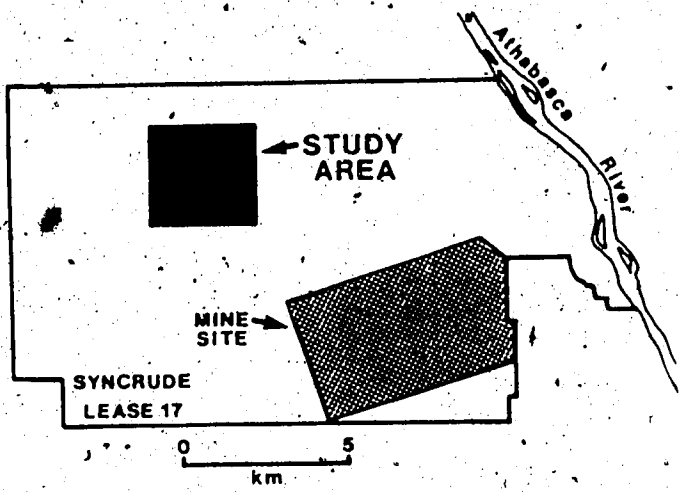 Athabasca
River
STUDY
AREA
MINE
SITE
SYNCRUDE
LEASE 17
0 5
km